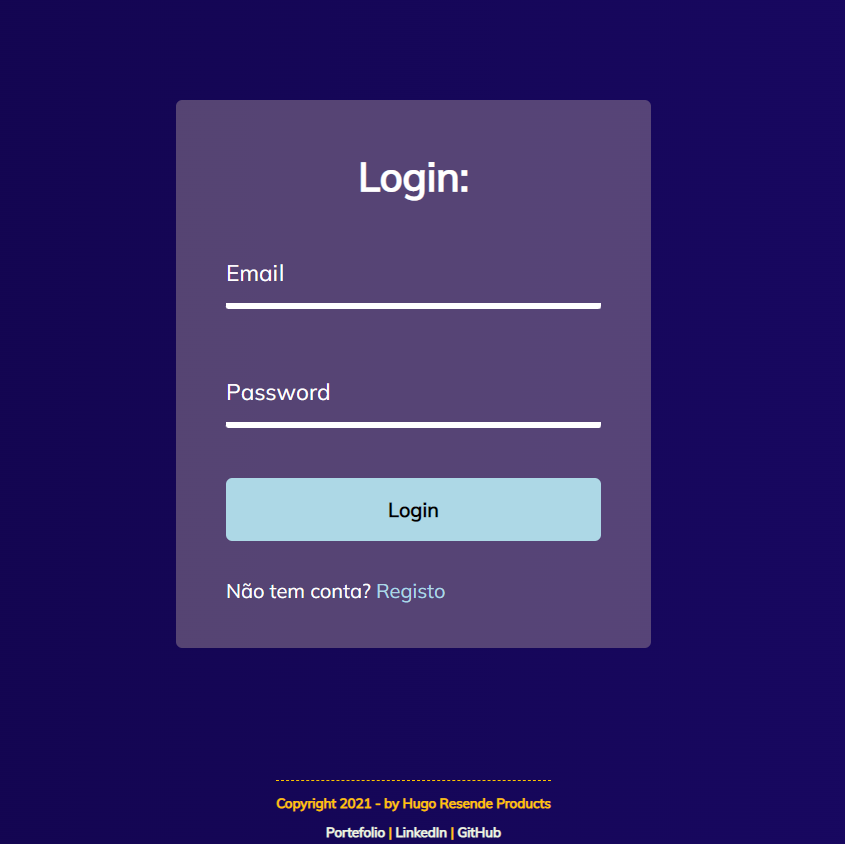 Login:
Email
Password
Login
Não tem conta? Registo
Copyright 2021 - by Hugo Resende Products
Portefolio | LinkedIn | GitHub